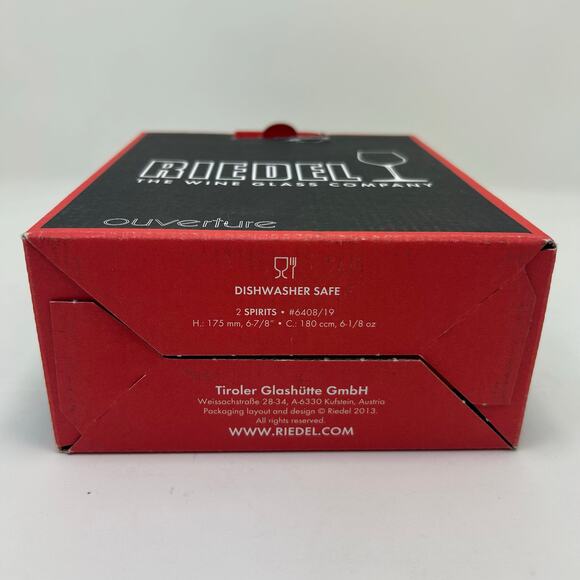 RIEDEL
THE WINE GLASS COMPANY
ouverture
DISHWASHER SAFE
2 SPIRITS • #6408/19
H.: 175 mm, 6-7/8" • C.: 180 ccm, 6-1/8 oz
Tiroler Glashütte GmbH
Weissachstraße 28-34, A-6330 Kufstein, Austria
Packaging layout and design © Riedel 2013.
All rights reserved.
WWW.RIEDEL.COM